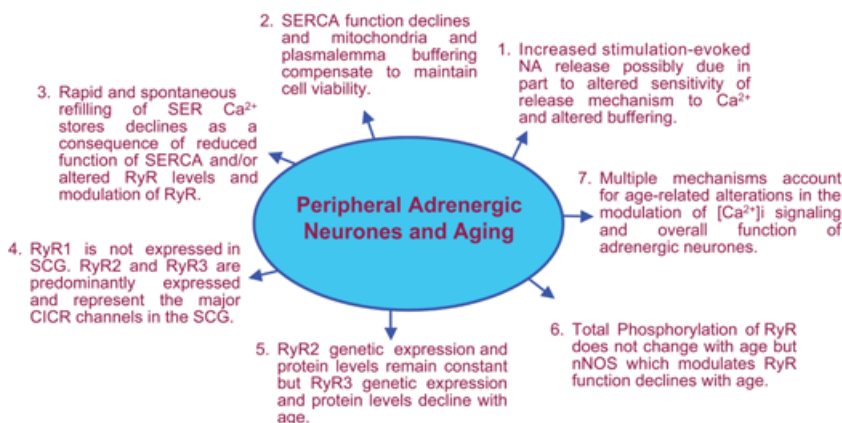 Peripheral Adrenergic
Neurones and Aging
1. Increased stimulation-evoked
NA release possibly due in
part to altered sensitivity of
release mechanism to Ca²⁺
and altered buffering.
2. SERCA function declines
and mitochondria and
plasmalemma buffering
compensate to maintain
cell viability.
3. Rapid and spontaneous
refilling of SER Ca²⁺
stores declines as a
consequence of reduced
function of SERCA and/or
altered RyR levels and
modulation of RyR.
4. RyR1 is not expressed in
SCG. RyR2 and RyR3 are
predominantly expressed
and represent the major
CICR channels in the SCG.
5. RyR2 genetic expression and
protein levels remain constant
but RyR3 genetic expression
and protein levels decline with
age.
6. Total Phosphorylation of RyR
does not change with age but
nNOS which modulates RyR
function declines with age.
7. Multiple mechanisms account
for age-related alterations in the
modulation of [Ca²⁺]i signaling
and overall function of
adrenergic neurones.